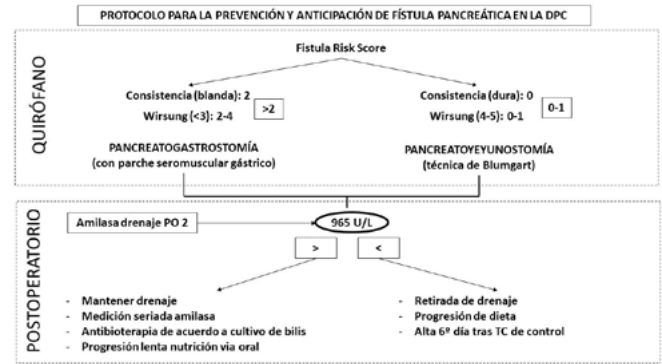 PROTOCOLO PARA LA PREVENCIÓN Y ANTICIPACIÓN DE FÍSTULA PANCREÁTICA EN LA DPC
QUIRÓFANO
Fistula Risk Score
Consistencia (blanda): 2
Wirsung (<3): 2-4
>2
Consistencia (dura): 0
Wirsung (4-5): 0-1
0-1
PANCREATOGASTROSTOMÍA
(con parche seromuscular gástrico)
PANCREATOYEYUNOSTOMÍA
(técnica de Blumgart)
POSTOPERATORIO
Amilasa drenaje PO 2
965 U/L
>
<
- Mantener drenaje
- Medición seriada amilasa
- Antibioterapia de acuerdo a cultivo de bilis
- Progresión lenta nutrición via oral
- Retirada de drenaje
- Progresión de dieta
- Alta 6º día tras TC de control